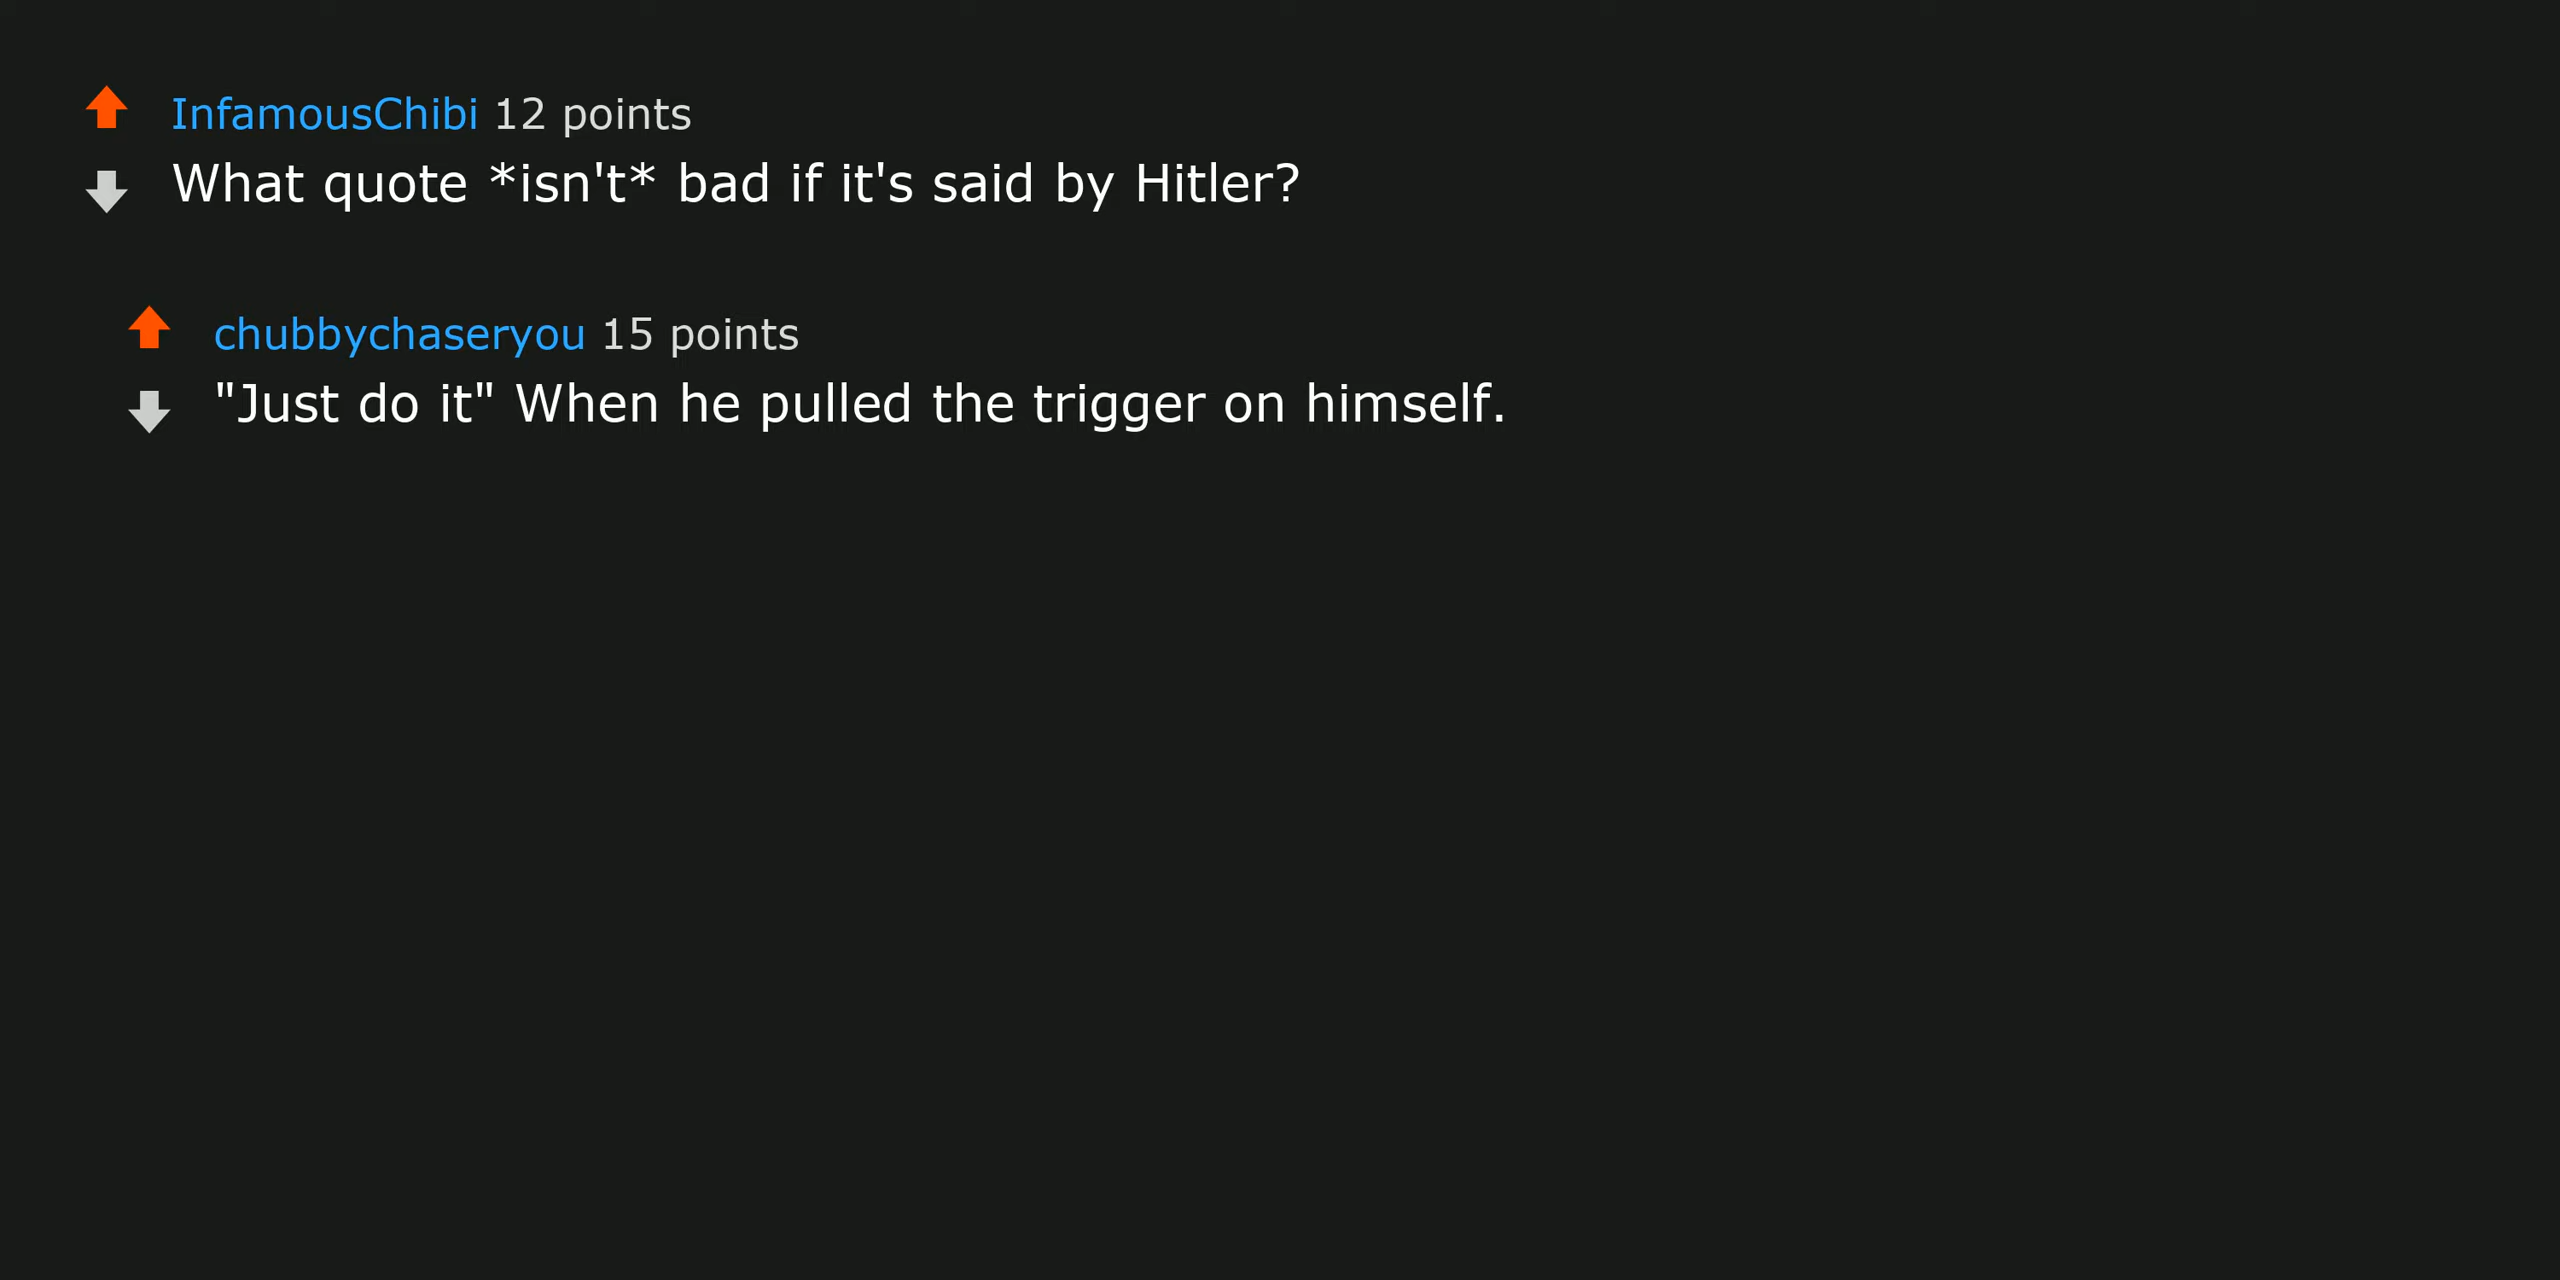 InfamousChibi 12 points
What quote *isn't* bad if it's said by Hitler?
chubbychaseryou 15 points
"Just do it" When he pulled the trigger on himself.